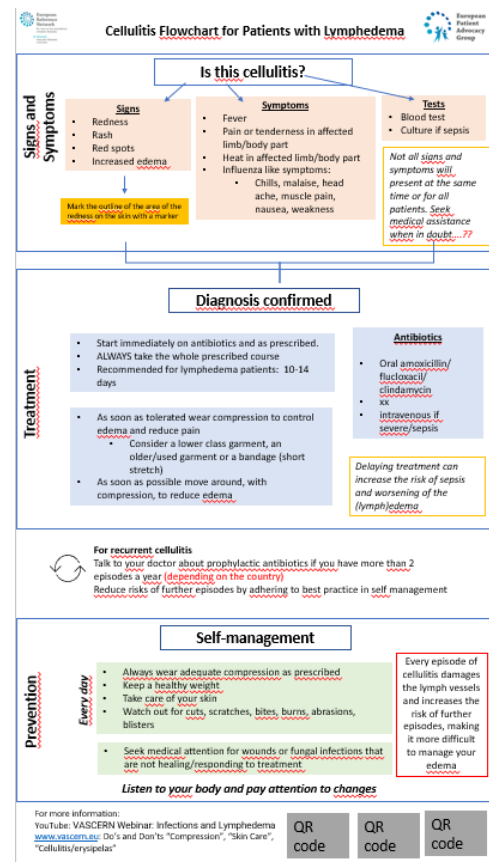 European
Reference
Network
Cellulitis Flowchart for Patients with Lymphedema
European
Patient
Advocacy
Group
Signs and
Symptoms
Is this cellulitis?
Signs
• Redness
• Rash
• Red spots
• Increased edema
Mark the outline of the area of the
redness on the skin with a marker
Symptoms
• Fever
• Pain or tenderness in affected
limb/body part
• Heat in affected limb/body part
• Influenza like symptoms:
• Chills, malaise, head
ache, muscle pain,
nausea, weakness
Tests
• Blood test
• Culture if sepsis
Not all signs and
symptoms will
present at the same
time or for all
patients. Seek
medical assistance
when in doubt....??
Treatment
Diagnosis confirmed
• Start immediately on antibiotics and as prescribed.
• ALWAYS take the whole prescribed course
• Recommended for lymphedema patients: 10-14
days
• As soon as tolerated wear compression to control
edema and reduce pain
• Consider a lower class garment, an
older/used garment or a bandage (short
stretch)
• As soon as possible move around, with
compression, to reduce edema
Antibiotics
• Oral amoxicillin/
flucloxacil/
clindamycin
• xx
• intravenous if
severe/sepsis
Delaying treatment can
increase the risk of sepsis
and worsening of the
(lymph)edema
For recurrent cellulitis
Talk to your doctor about prophylactic antibiotics if you have more than 2
episodes a year (depending on the country)
Reduce risks of further episodes by adhering to best practice in self management
Prevention
Self-management
Every day
• Always wear adequate compression as prescribed
• Keep a healthy weight
• Take care of your skin
• Watch out for cuts, scratches, bites, burns, abrasions,
blisters
• Seek medical attention for wounds or fungal infections that
are not healing/responding to treatment
Every episode of
cellulitis damages
the lymph vessels
and increases the
risk of further
episodes, making
it more difficult
to manage your
edema
Listen to your body and pay attention to changes
For more information:
YouTube: VASCERN Webinar: Infections and Lymphedema
www.vascern.eu: Do's and Don'ts "Compression", "Skin Care",
"Cellulitis/erysipelas"
QR
code
QR
code
QR
code